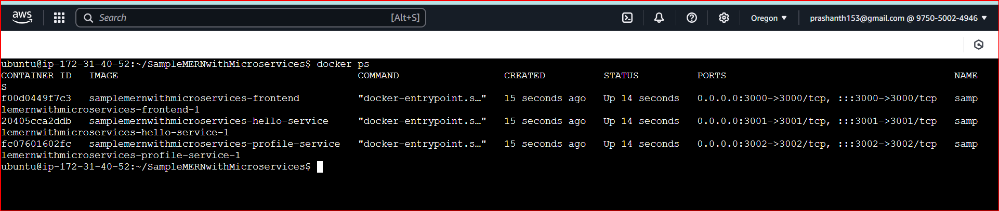 aws Search [Alt+S] Oregon prashanth153@gmail.com @ 9750-5002-4946
ubuntu@ip-172-31-40-52:~/SampleMERNwithMicroservices$ docker ps
CONTAINER ID IMAGE COMMAND CREATED STATUS PORTS NAME
S
f00d0449f7c3 samplemernwithmicroservices-frontend "docker-entrypoint.s…" 15 seconds ago Up 14 seconds 0.0.0.0:3000->3000/tcp, :::3000->3000/tcp samp
lemernwithmicroservices-frontend-1
20405cca2ddb samplemernwithmicroservices-hello-service "docker-entrypoint.s…" 15 seconds ago Up 14 seconds 0.0.0.0:3001->3001/tcp, :::3001->3001/tcp samp
lemernwithmicroservices-hello-service-1
fc07601602fc samplemernwithmicroservices-profile-service "docker-entrypoint.s…" 15 seconds ago Up 14 seconds 0.0.0.0:3002->3002/tcp, :::3002->3002/tcp samp
lemernwithmicroservices-profile-service-1
ubuntu@ip-172-31-40-52:~/SampleMERNwithMicroservices$